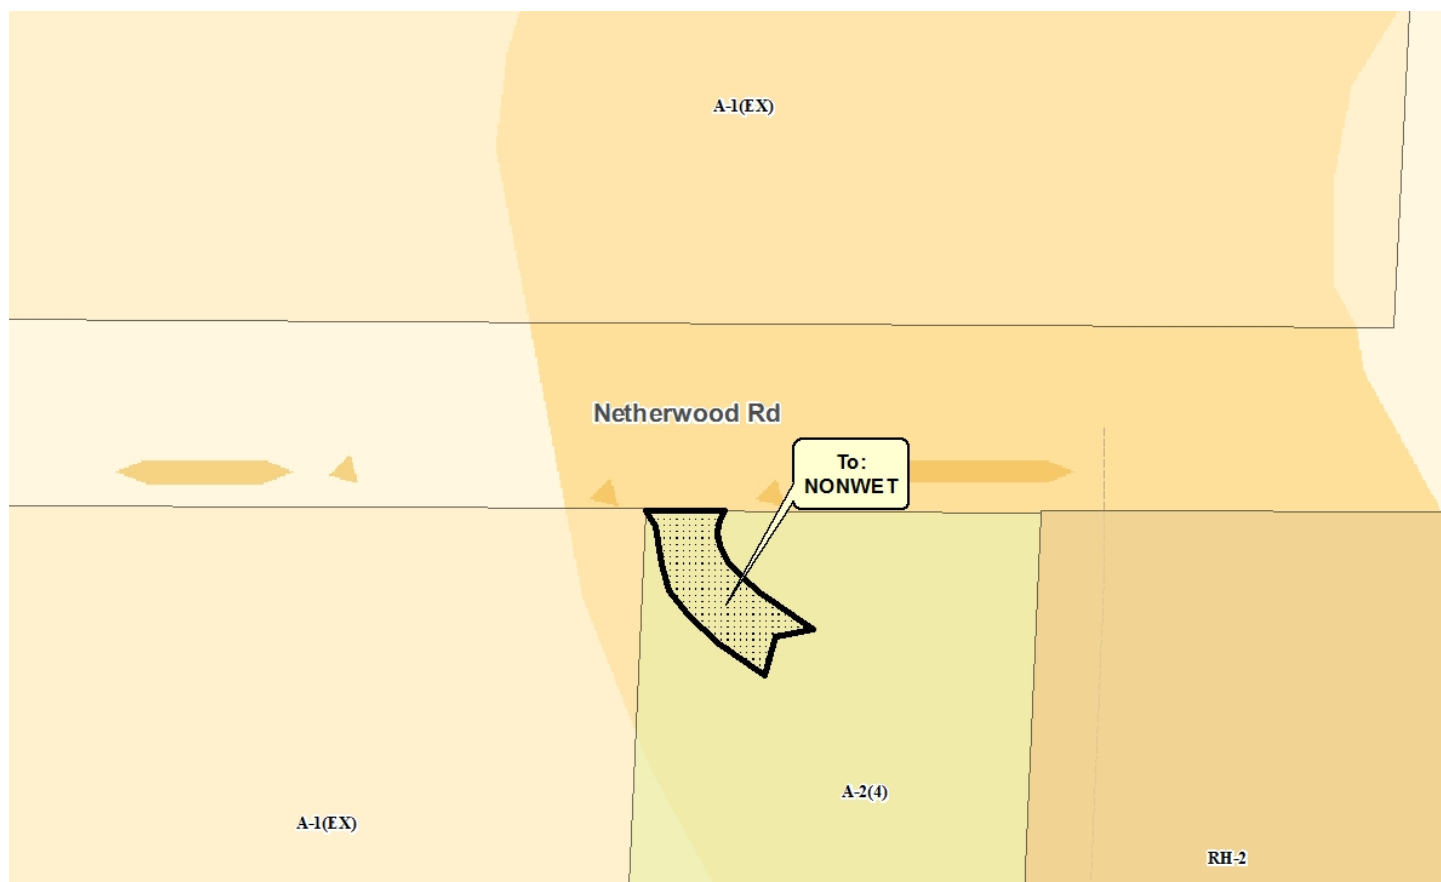 A-1(EX)
Netherwood Rd
To:
NONWET
A-2(4)
A-1(EX)
RH-2